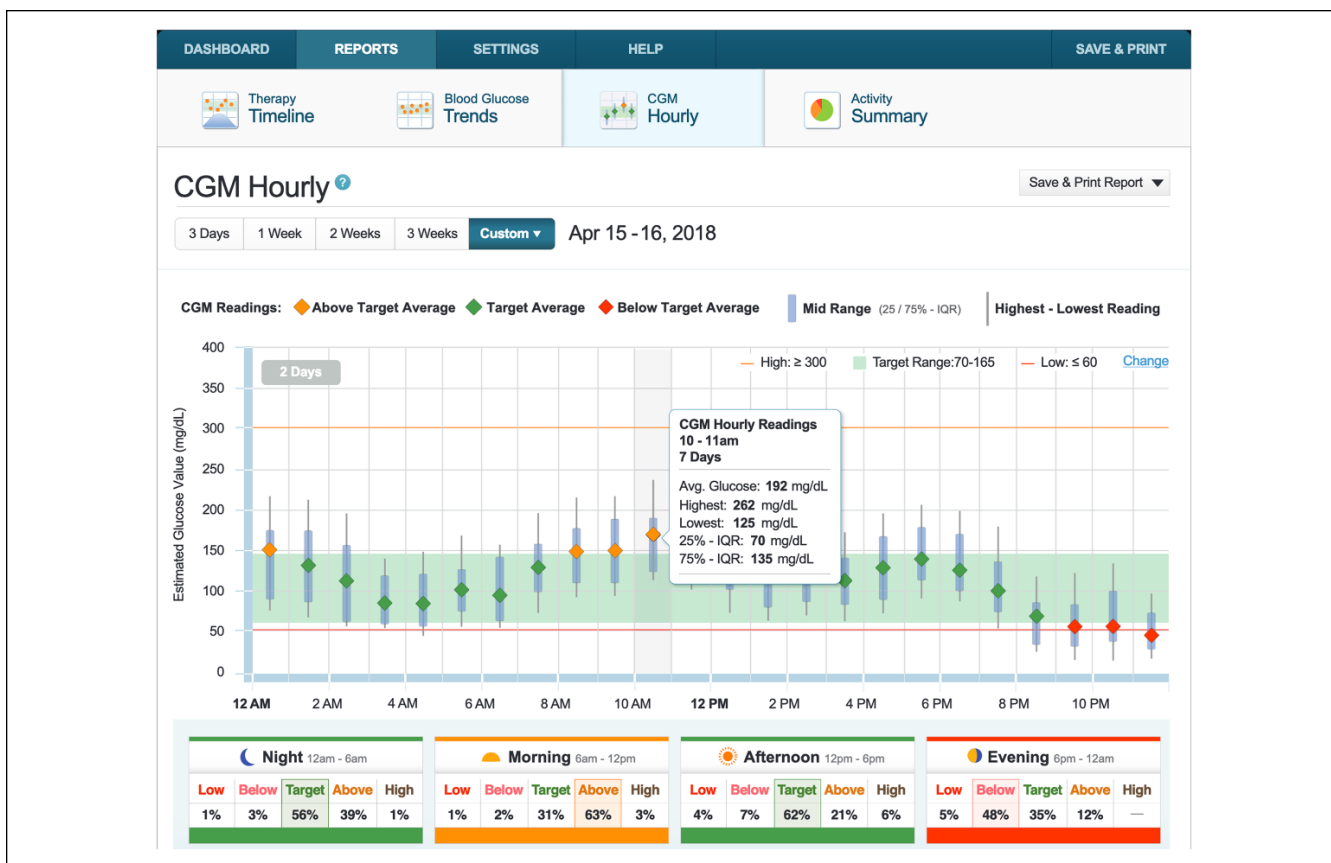 DASHBOARD REPORTS SETTINGS HELP SAVE & PRINT
Therapy
Timeline
Blood Glucose
Trends
CGM
Hourly
Activity
Summary
CGM Hourly ?
Save & Print Report
3 Days 1 Week 2 Weeks 3 Weeks Custom Apr 15 - 16, 2018
CGM Readings: Above Target Average Target Average Below Target Average Mid Range (25 / 75% - IQR) Highest - Lowest Reading
2 Days
High: ≥ 300 Target Range:70-165 Low: ≤ 60 Change
Estimated Glucose Value (mg/dL)
400
350
300
250
200
150
100
50
0
CGM Hourly Readings
10 - 11am
7 Days
Avg. Glucose: 192 mg/dL
Highest: 262 mg/dL
Lowest: 125 mg/dL
25% - IQR: 70 mg/dL
75% - IQR: 135 mg/dL
12 AM 2 AM 4 AM 6 AM 8 AM 10 AM 12 PM 2 PM 4 PM 6 PM 8 PM 10 PM
Night 12am - 6am
Low Below Target Above High
1% 3% 56% 39% 1%
Morning 6am - 12pm
Low Below Target Above High
1% 2% 31% 63% 3%
Afternoon 12pm - 6pm
Low Below Target Above High
4% 7% 62% 21% 6%
Evening 6pm - 12am
Low Below Target Above High
5% 48% 35% 12% —